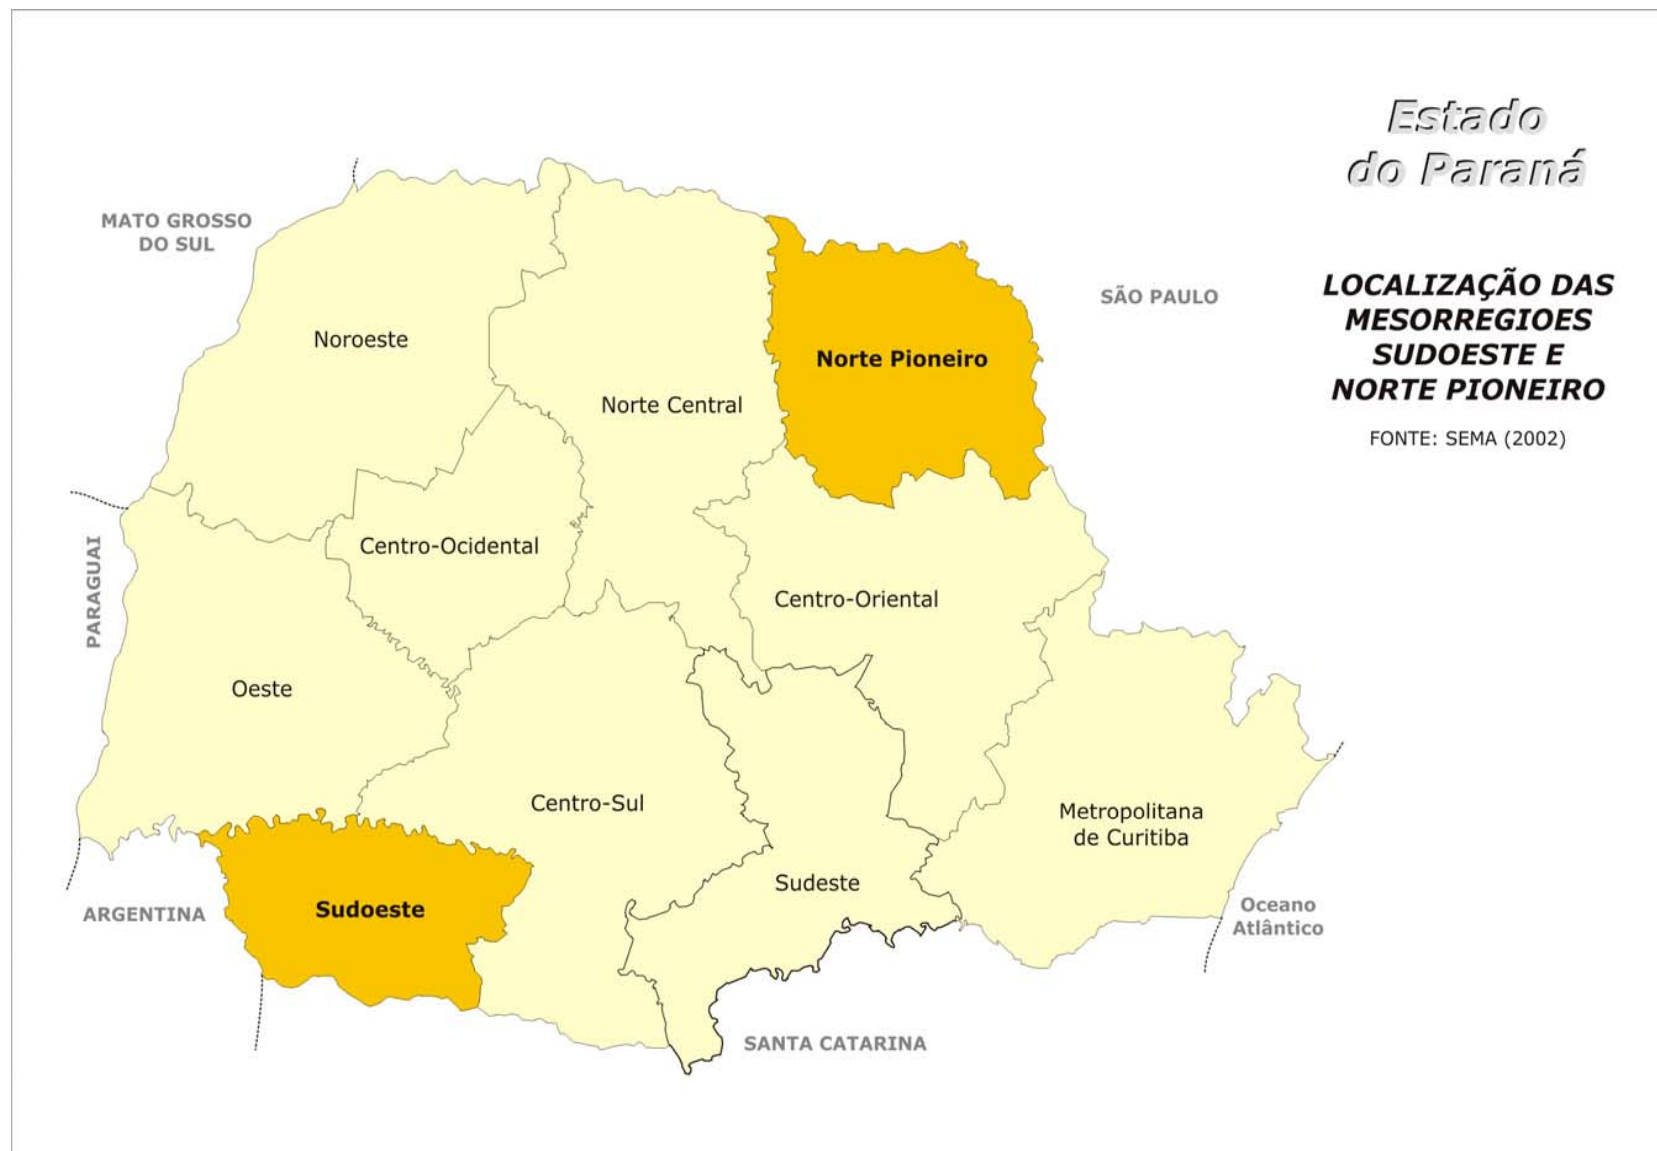 Estado
do Paraná
LOCALIZAÇÃO DAS
MESORREGIOES
SUDOESTE E
NORTE PIONEIRO
FONTE: SEMA (2002)
MATO GROSSO
DO SUL
SÃO PAULO
Noroeste
Norte Pioneiro
Norte Central
PARAGUAI
Centro-Ocidental
Centro-Oriental
Oeste
Centro-Sul
Metropolitana
de Curitiba
Sudeste
Sudoeste
ARGENTINA
Oceano
Atlântico
SANTA CATARINA